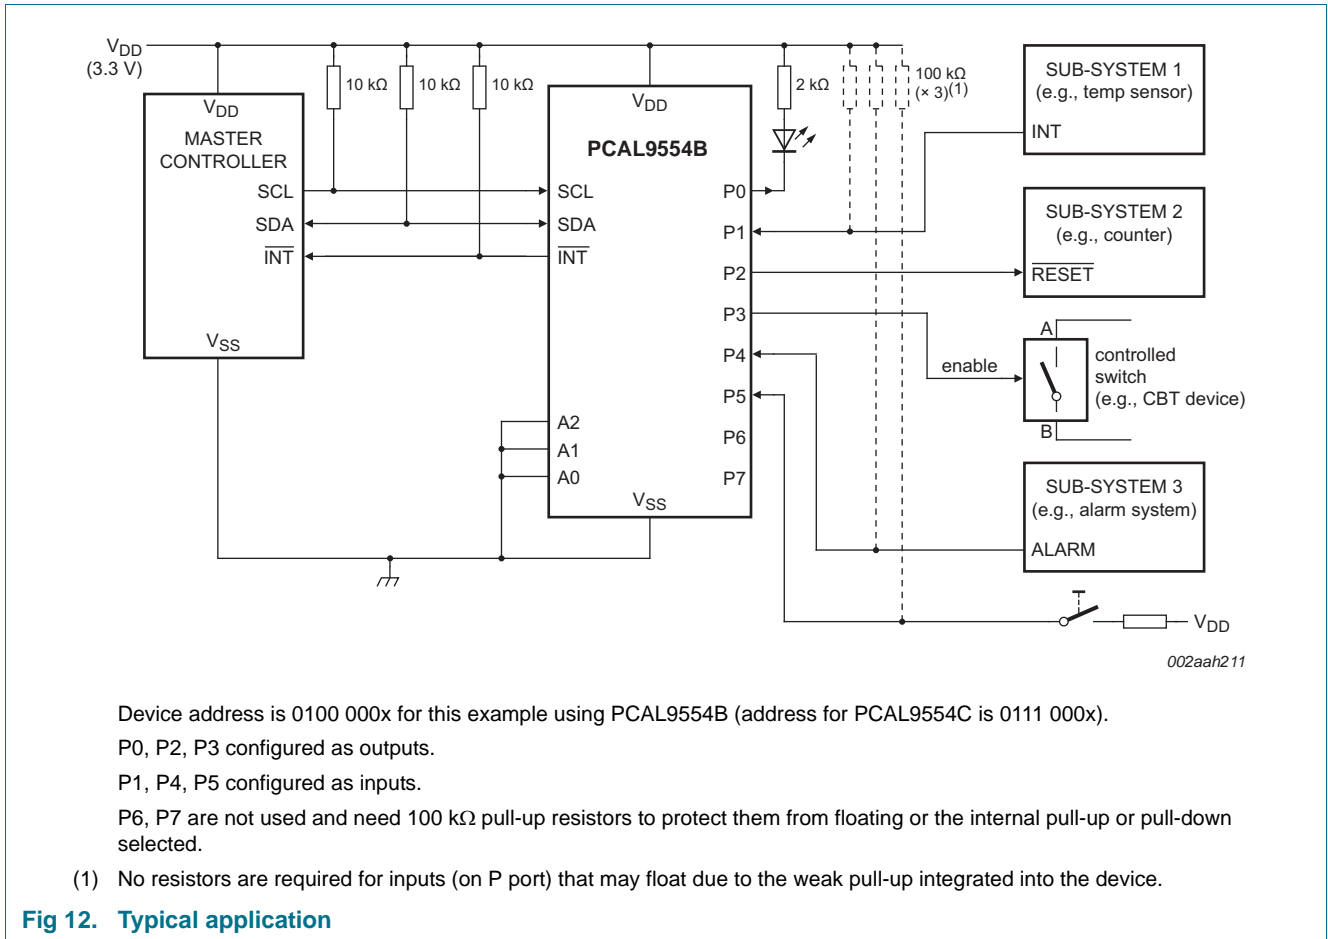 VDD
(3.3 V)
10 kΩ
10 kΩ
10 kΩ
2 kΩ
100 kΩ
(× 3)(1)
VDD
MASTER
CONTROLLER
SCL
SDA
INT
VSS
VDD
PCAL9554B
SCL
SDA
INT
A2
A1
A0
VSS
P0
P1
P2
P3
P4
P5
P6
P7
SUB-SYSTEM 1
(e.g., temp sensor)
INT
SUB-SYSTEM 2
(e.g., counter)
RESET
enable
A
B
controlled
switch
(e.g., CBT device)
SUB-SYSTEM 3
(e.g., alarm system)
ALARM
VDD
002aah211
Device address is 0100 000x for this example using PCAL9554B (address for PCAL9554C is 0111 000x).
P0, P2, P3 configured as outputs.
P1, P4, P5 configured as inputs.
P6, P7 are not used and need 100 kΩ pull-up resistors to protect them from floating or the internal pull-up or pull-down
selected.
(1) No resistors are required for inputs (on P port) that may float due to the weak pull-up integrated into the device.
Fig 12. Typical application